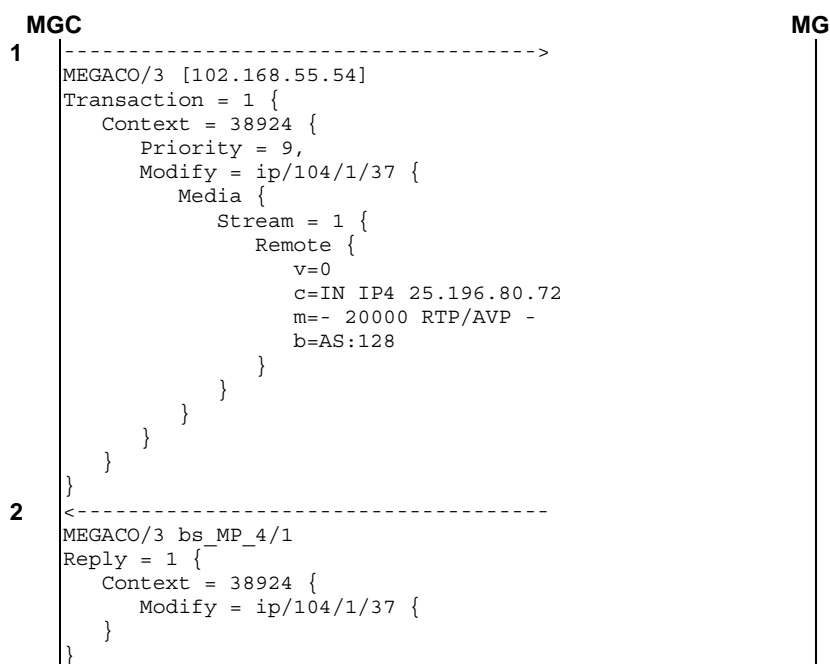 MGC MG
1 ------------------------------------->
MEGACO/3 [102.168.55.54]
Transaction = 1 {
   Context = 38924 {
      Priority = 9,
      Modify = ip/104/1/37 {
         Media {
            Stream = 1 {
               Remote {
                  v=0
                  c=IN IP4 25.196.80.72
                  m=- 20000 RTP/AVP -
                  b=AS:128
               }
            }
         }
      }
   }
}
2 <-------------------------------------
MEGACO/3 bs_MP_4/1
Reply = 1 {
   Context = 38924 {
      Modify = ip/104/1/37 {
   }
}